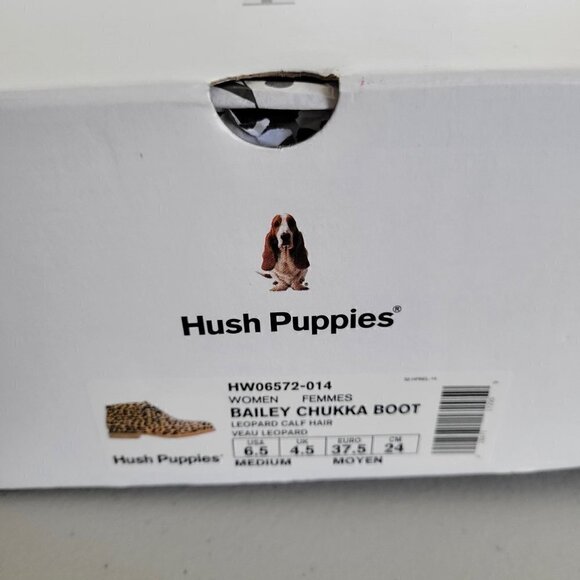 Hush Puppies®
HW06572-014
WOMEN FEMMES
BAILEY CHUKKA BOOT
LEOPARD CALF HAIR
VEAU LEOPARD
USA UK EURO CM
6.5 4.5 37.5 24
MEDIUM MOYEN
Hush Puppies